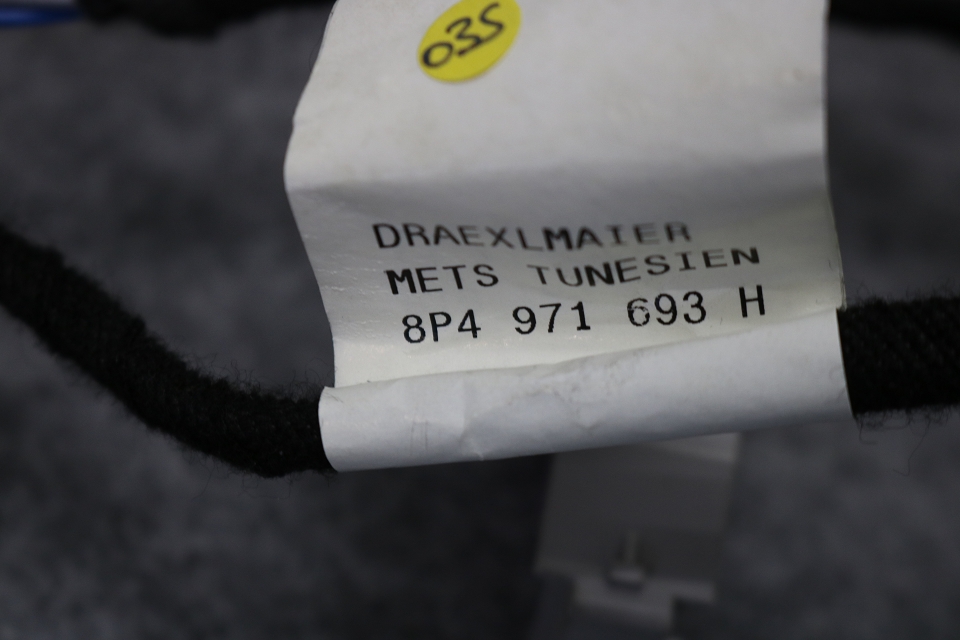 035
DRAEXLMAIER
METS TUNESIEN
8P4 971 693 H